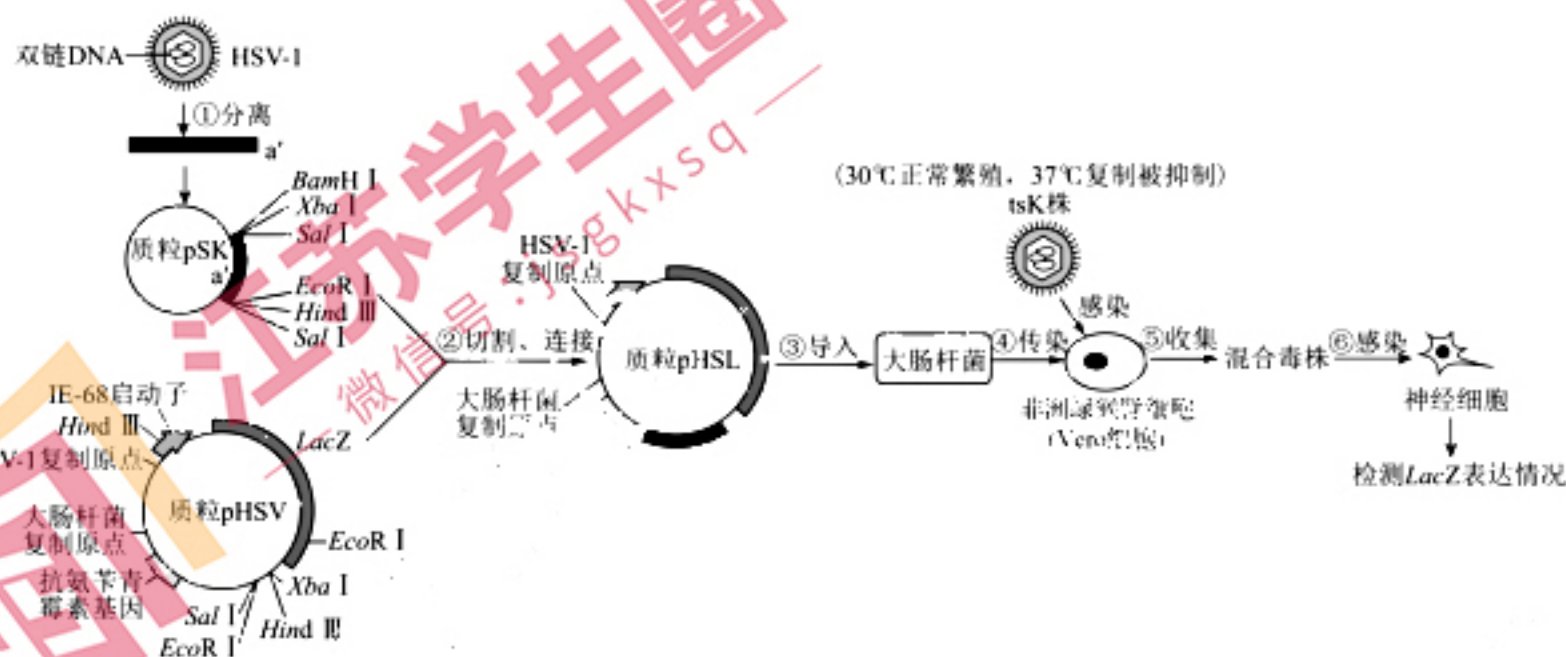 双链DNA
HSV-1
①分离
a'
BamH Ⅰ
Xba Ⅰ
Sal Ⅰ
质粒pSK
a'
EcoR Ⅰ
Hind Ⅲ
Sal Ⅰ
IE-68启动子
Hind Ⅲ
V-1复制原点
LacZ
质粒pHSV
大肠杆菌
复制原点
抗氨苄青
霉素基因
EcoR Ⅰ
Xba Ⅰ
Hind Ⅲ
Sal Ⅰ
EcoR Ⅰ
②切割、连接
HSV-1
复制原点
质粒pHSL
大肠杆菌
复制 点
③导入
大肠杆菌
④传染
(30℃正常繁殖，37℃复制被抑制)
tsK株
感染
(Vero细胞)
⑤收集
混合毒株
⑥感染
神经细胞
检测LacZ表达情况
江苏学生圈
微信号：jsgkxsq